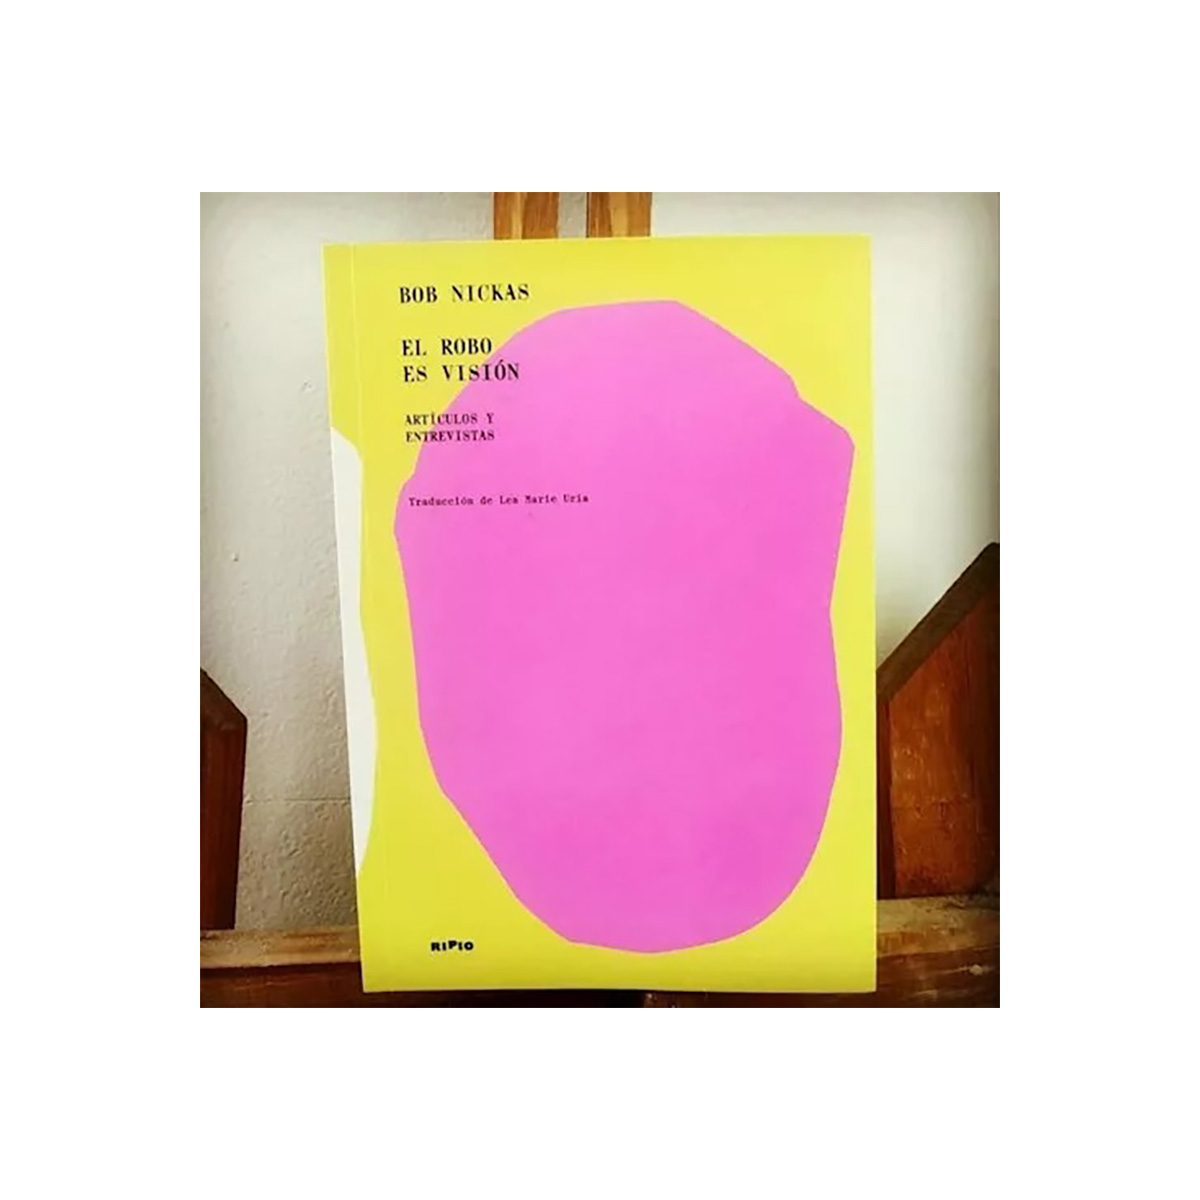 BOB NICKAS
EL ROBO
ES VISIÓN
ARTÍCULOS Y
ENTREVISTAS
Traducción de Lea Marie Uría
RIPIO